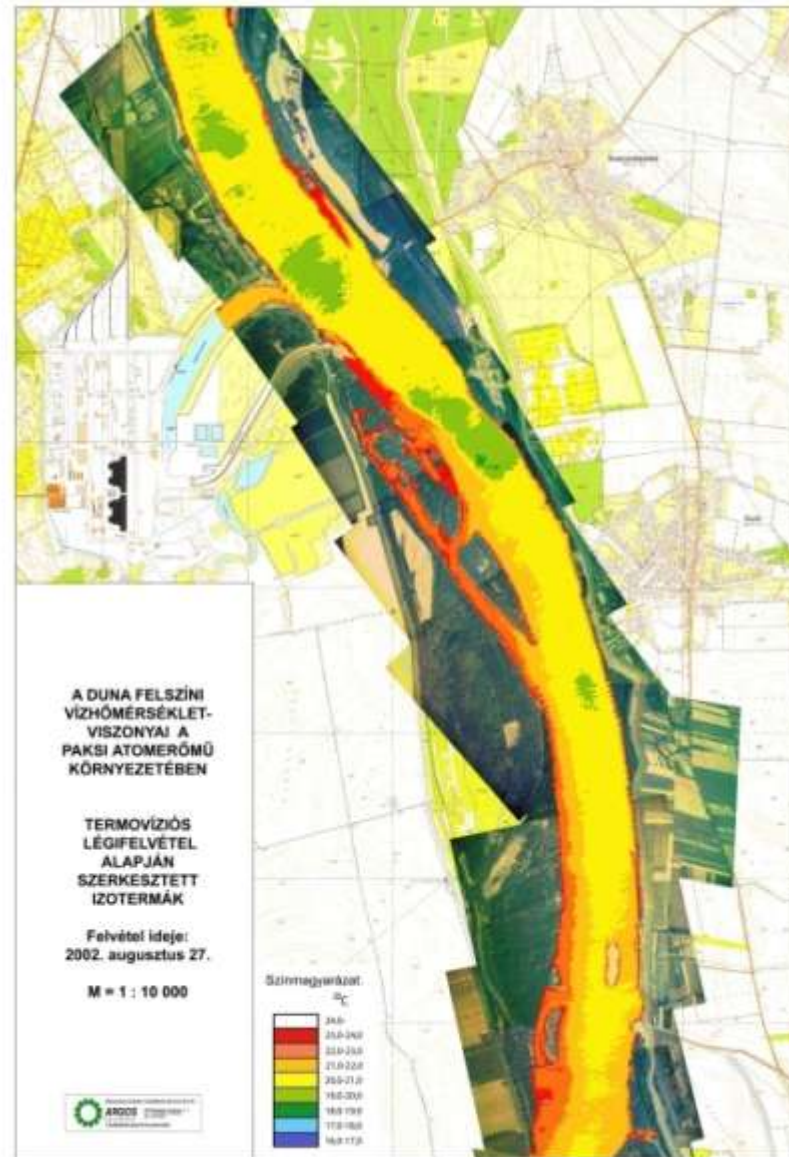 A DUNA FELSZÍNI
VÍZHŐMÉRSÉKLET-
VISZONYAI A
PAKSI ATOMERŐMŰ
KÖRNYEZETÉBEN
TERMOVÍZIÓS
LÉGIFELVÉTEL
ALAPJÁN
SZERKESZTETT
IZOTERMÁK
Felvétel ideje:
2002. augusztus 27.
M = 1 : 10 000
ARGOS
Színmagyarázat:
°C
24,0-
23,0-24,0
22,0-23,0
21,0-22,0
20,0-21,0
19,0-20,0
18,0-19,0
17,0-18,0
16,0-17,0